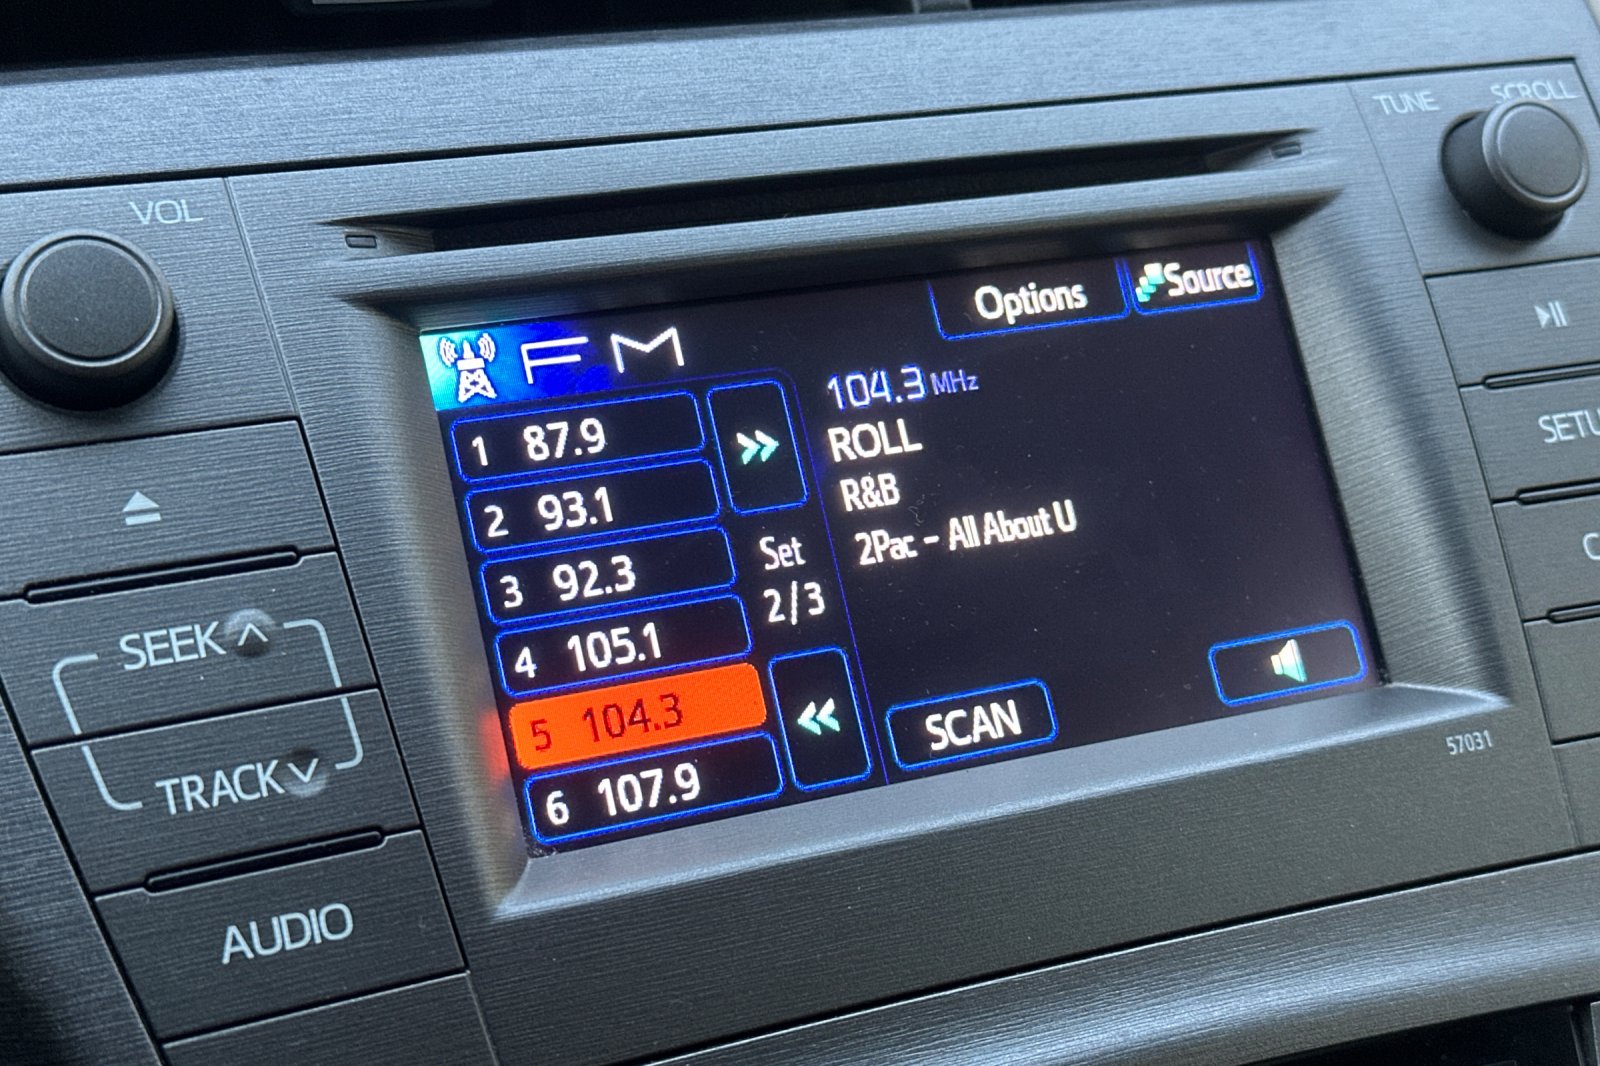 TUNE SCROLL
VOL
Options
Source
FM
104.3 MHz
ROLL
R&B
2Pac - All About U
1 87.9
2 93.1
3 92.3
4 105.1
5 104.3
6 107.9
Set
2/3
SCAN
SEEK
TRACK
AUDIO
57031